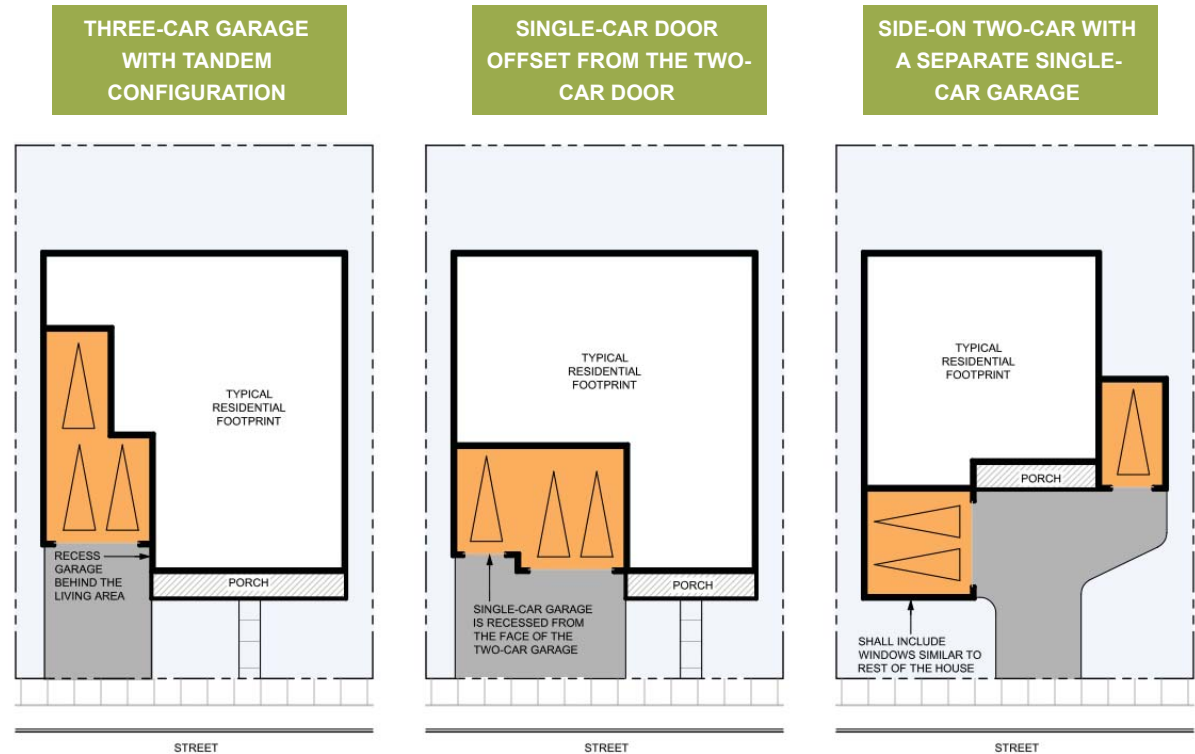 THREE-CAR GARAGE
WITH TANDEM
CONFIGURATION
SINGLE-CAR DOOR
OFFSET FROM THE TWO-
CAR DOOR
SIDE-ON TWO-CAR WITH
A SEPARATE SINGLE-
CAR GARAGE
TYPICAL
RESIDENTIAL
FOOTPRINT
RECESS
GARAGE
BEHIND THE
LIVING AREA
PORCH
STREET
TYPICAL
RESIDENTIAL
FOOTPRINT
PORCH
SINGLE-CAR GARAGE
IS RECESSED FROM
THE FACE OF THE
TWO-CAR GARAGE
STREET
TYPICAL
RESIDENTIAL
FOOTPRINT
PORCH
SHALL INCLUDE
WINDOWS SIMILAR TO
REST OF THE HOUSE
STREET